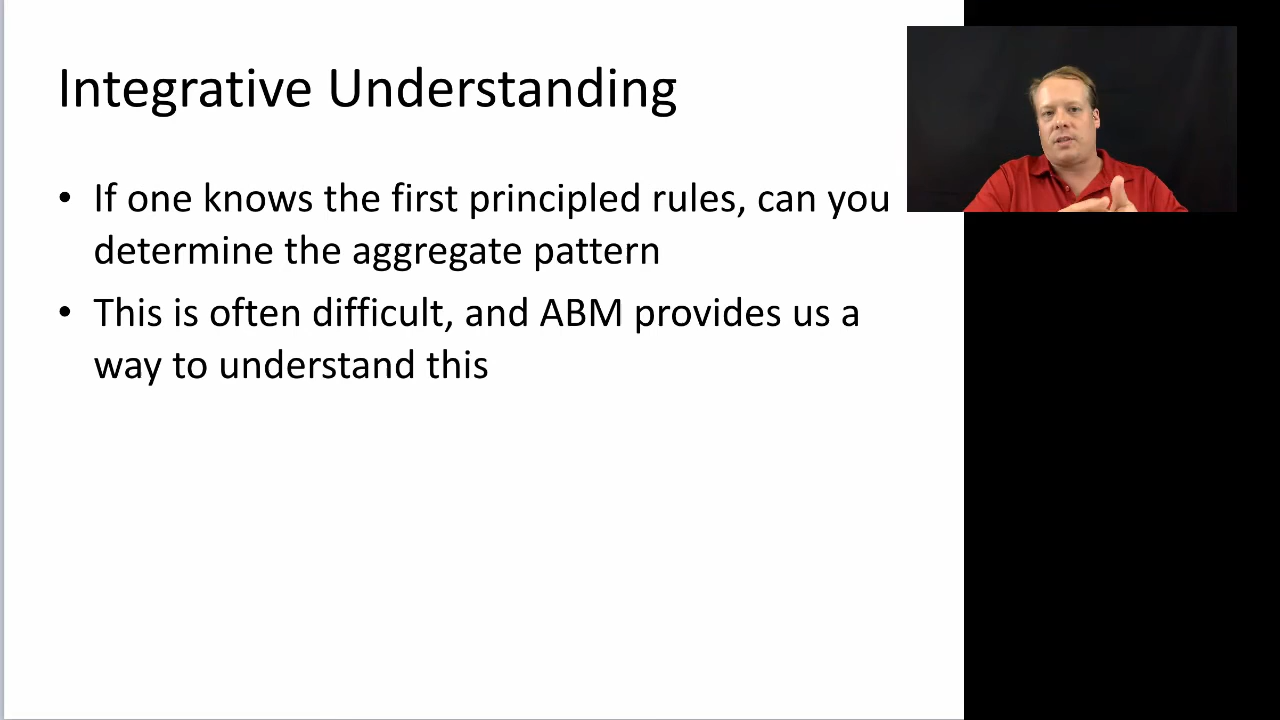 Integrative Understanding
• If one knows the first principled rules, can you
determine the aggregate pattern
• This is often difficult, and ABM provides us a
way to understand this